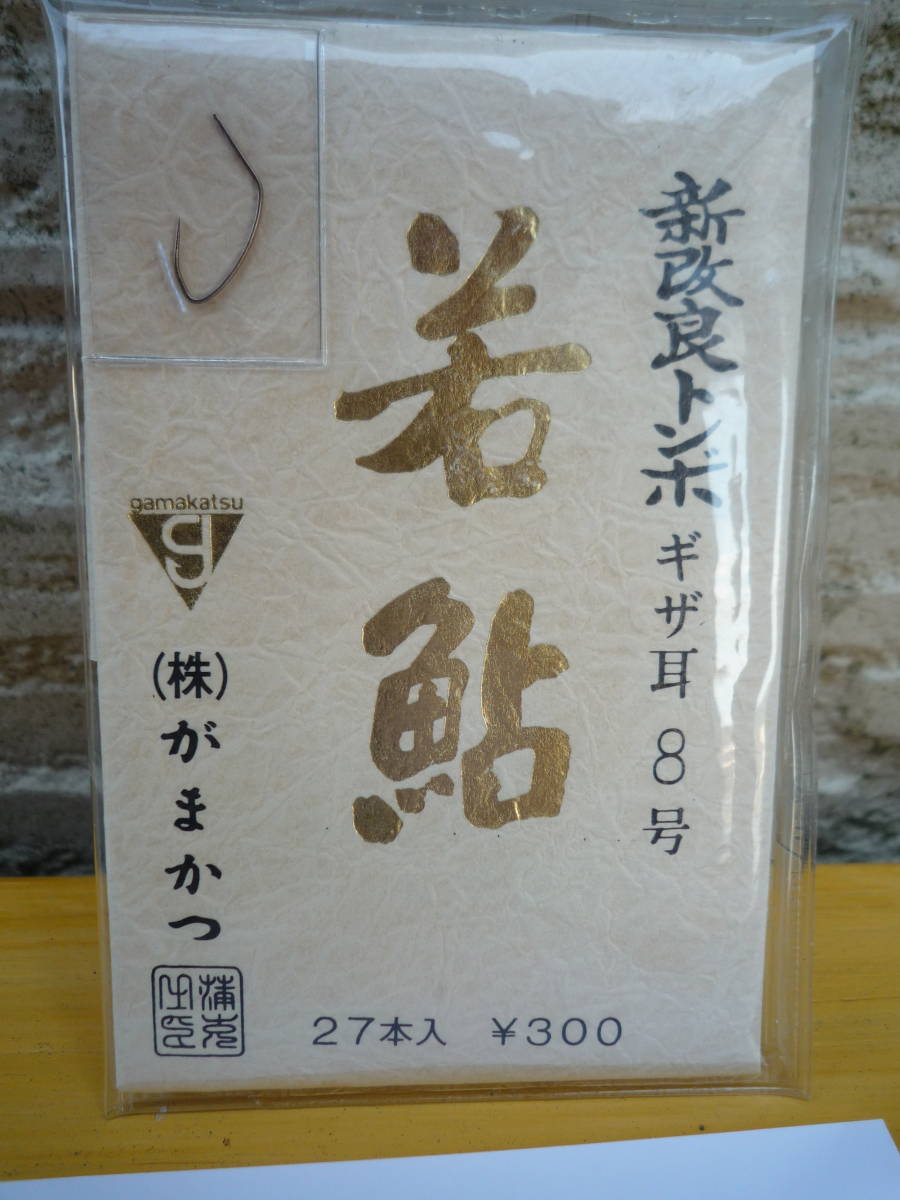 新改良トンボ ギザ耳 8号
若鮎
gamakatsu
g
(株)がまかつ
27本入 ¥300